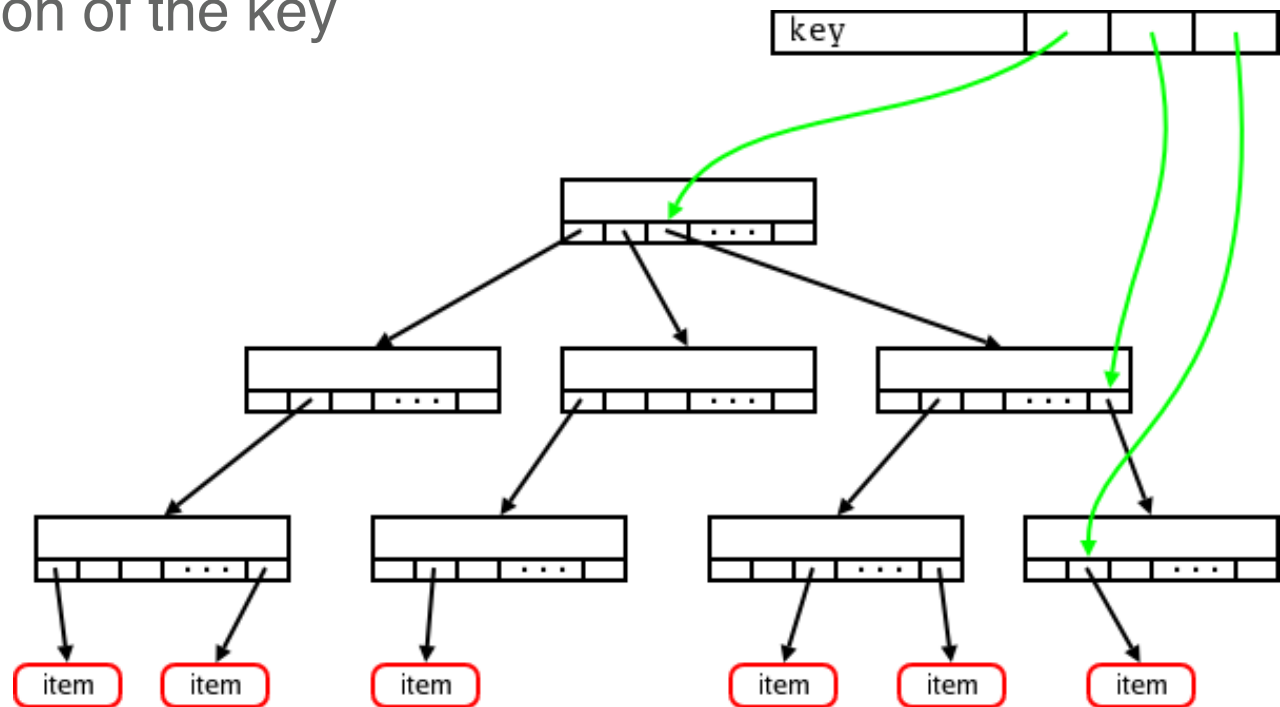 on of the key
key
. . .
. . .
. . .
. . .
. . .
. . .
. . .
. . .
item
item
item
item
item
item